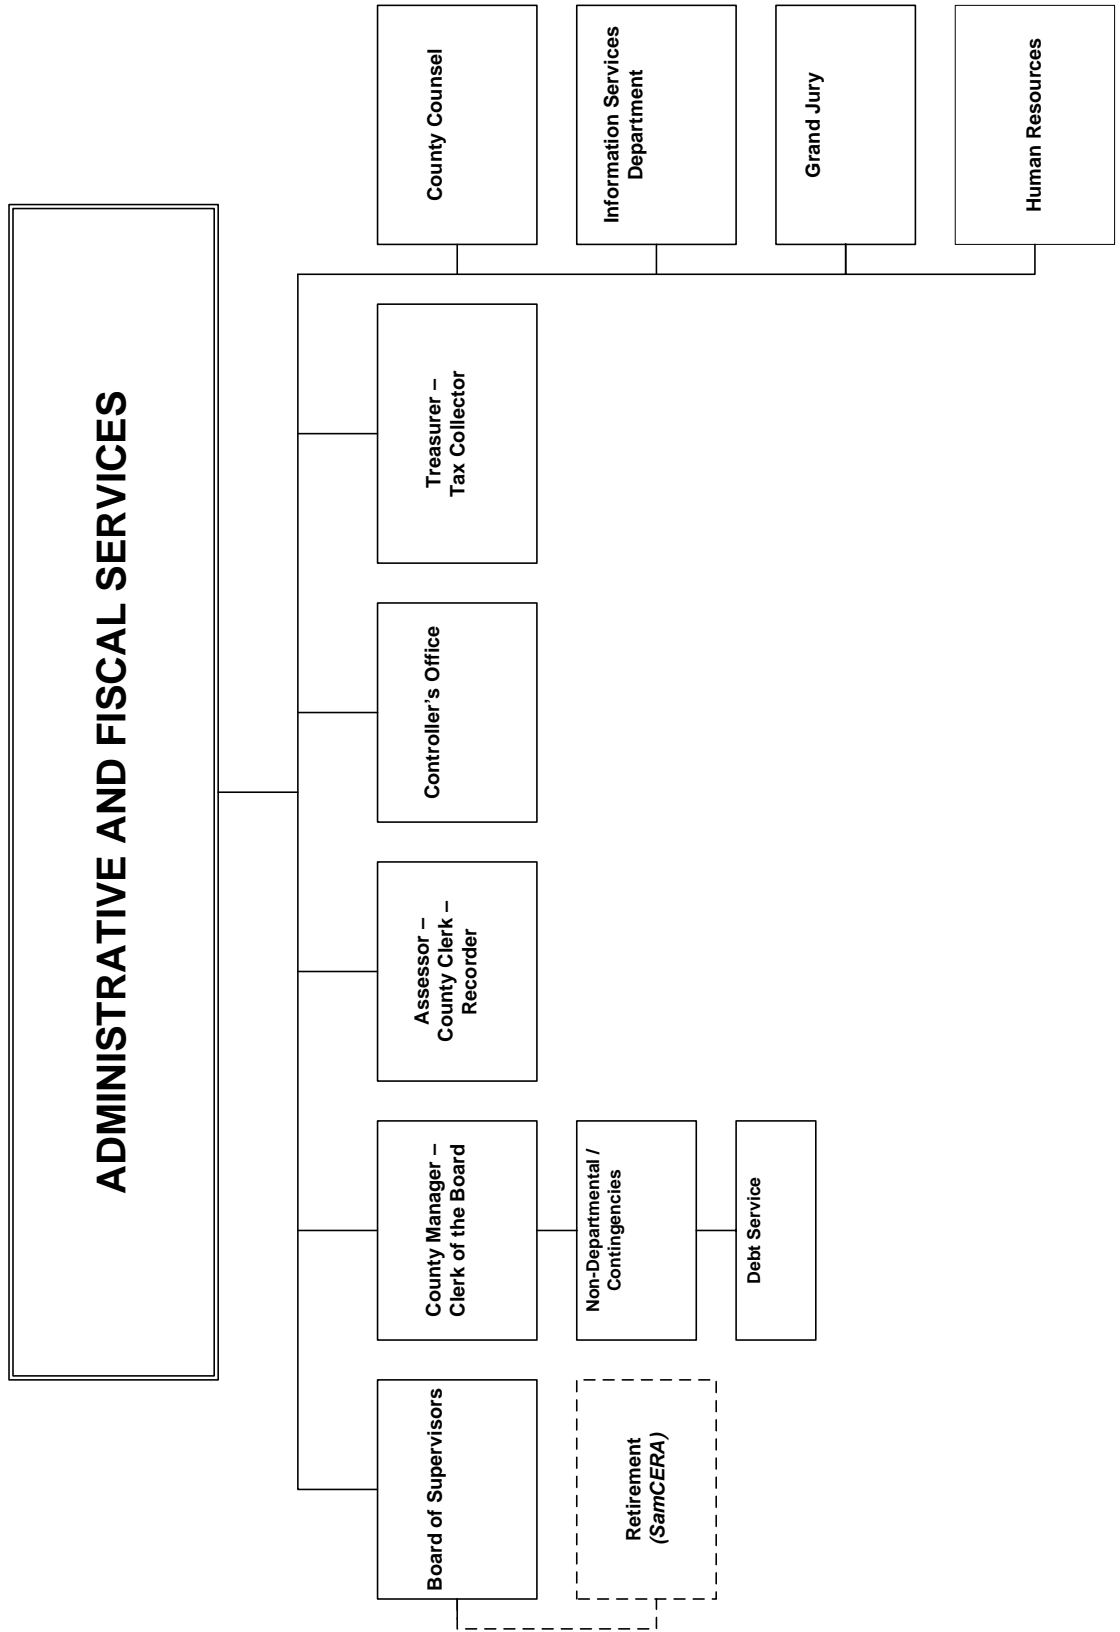 ADMINISTRATIVE AND FISCAL SERVICES
Board of Supervisors
Retirement
(SamCERA)
County Manager –
Clerk of the Board
Non-Departmental /
Contingencies
Debt Service
Assessor –
County Clerk –
Recorder
Controller’s Office
Treasurer –
Tax Collector
County Counsel
Information Services
Department
Grand Jury
Human Resources